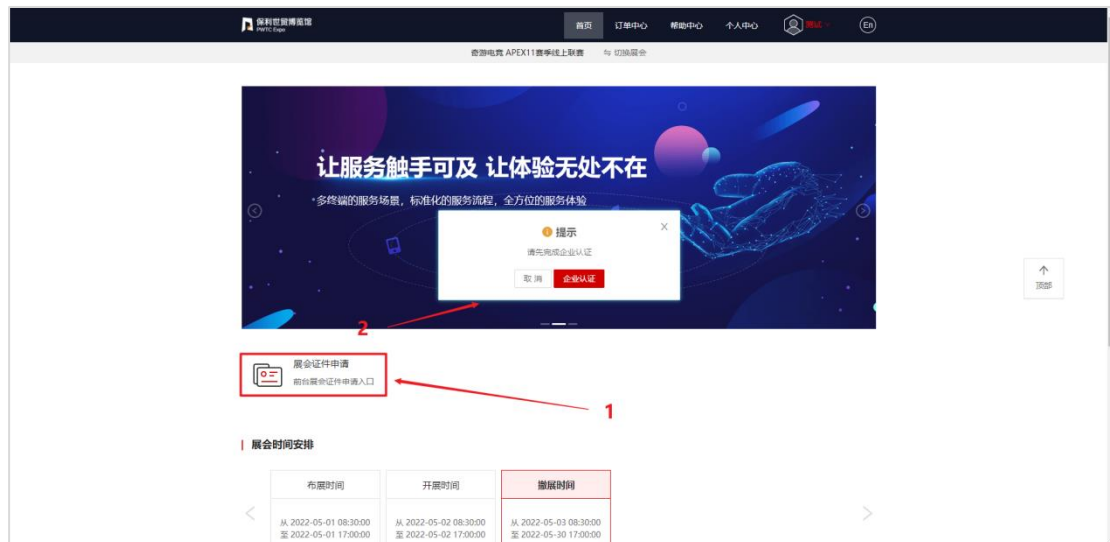 保利世贸博览馆
PWTC Expo
首页 订单中心 帮助中心 个人中心 测试 En
奇游电竞 APEX11赛季线上联赛 切换展会
让服务触手可及 让体验无处不在
多终端的服务场景，标准化的服务流程，全方位的服务体验
提示 X
请先完成企业认证
取消 企业认证
顶部
2
展会证件申请
前台展会证件申请入口
1
展会时间安排
布展时间 开展时间 撤展时间
从 2022-05-01 08:30:00 从 2022-05-02 08:30:00 从 2022-05-03 08:30:00
至 2022-05-01 17:00:00 至 2022-05-02 17:00:00 至 2022-05-30 17:00:00